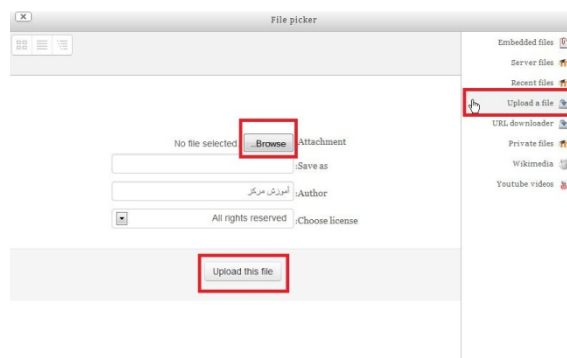 File picker
Embedded files
Server files
Recent files
Upload a file
URL downloader
Private files
Wikimedia
Youtube videos
Attachment:
Browse...
No file selected.
Save as:
Author:
آموزش مرکز
Choose license:
All rights reserved
Upload this file